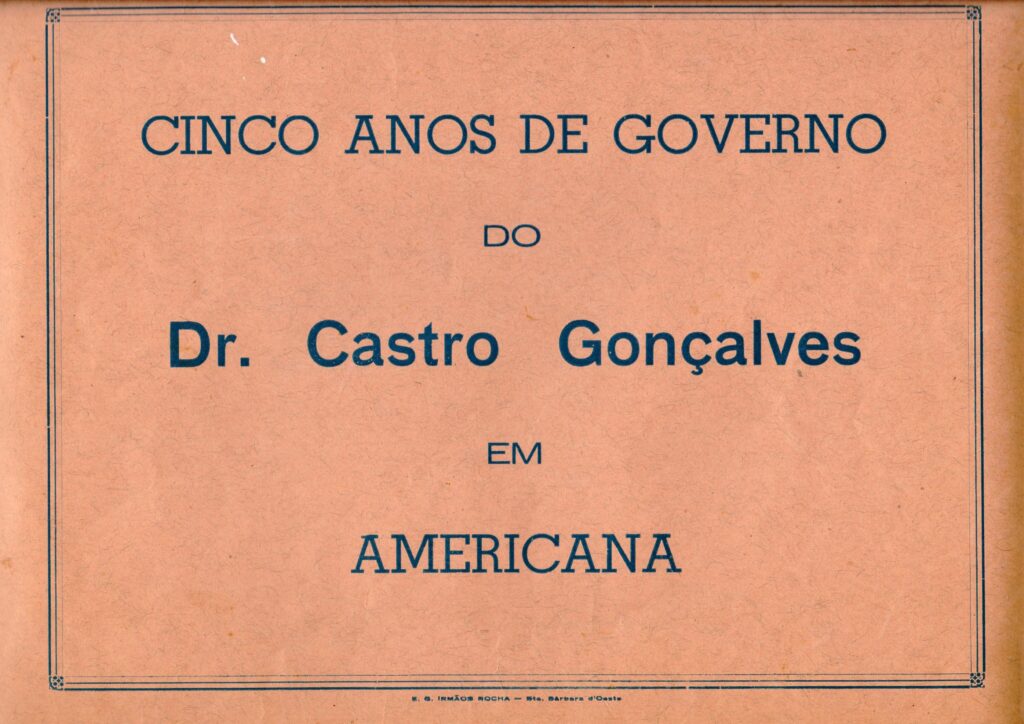 CINCO ANOS DE GOVERNO
DO
Dr. Castro Gonçalves
EM
AMERICANA
E. G. IRMÃOS ROCHA — Sta. Bárbara d'Oeste